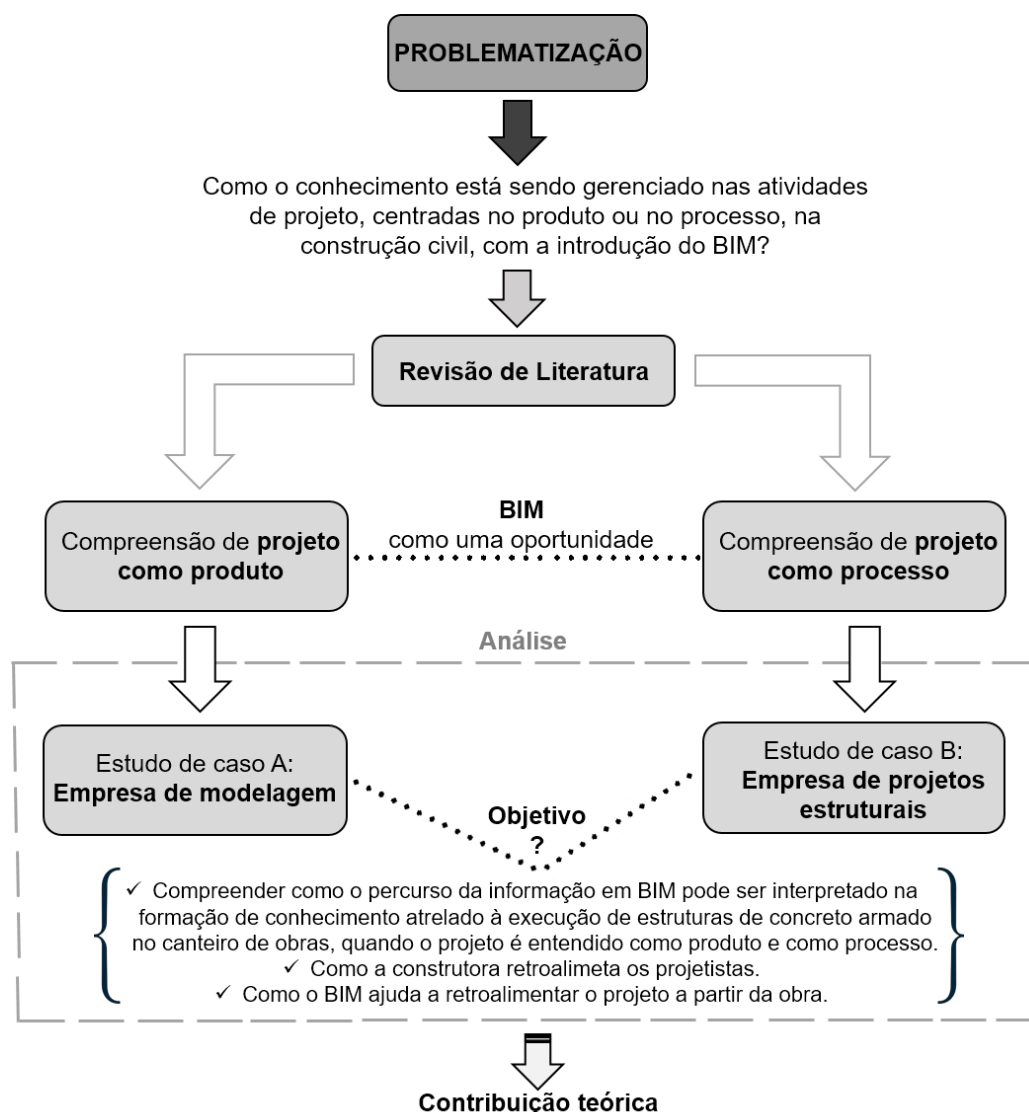 PROBLEMATIZAÇÃO
Como o conhecimento está sendo gerenciado nas atividades
de projeto, centradas no produto ou no processo, na
construção civil, com a introdução do BIM?
Revisão de Literatura
Compreensão de projeto
como produto
BIM
como uma oportunidade
Compreensão de projeto
como processo
Análise
Estudo de caso A:
Empresa de modelagem
Estudo de caso B:
Empresa de projetos
estruturais
Objetivo
?
✓ Compreender como o percurso da informação em BIM pode ser interpretado na
formação de conhecimento atrelado à execução de estruturas de concreto armado
no canteiro de obras, quando o projeto é entendido como produto e como processo.
✓ Como a construtora retroalimeta os projetistas.
✓ Como o BIM ajuda a retroalimentar o projeto a partir da obra.
Contribuição teórica